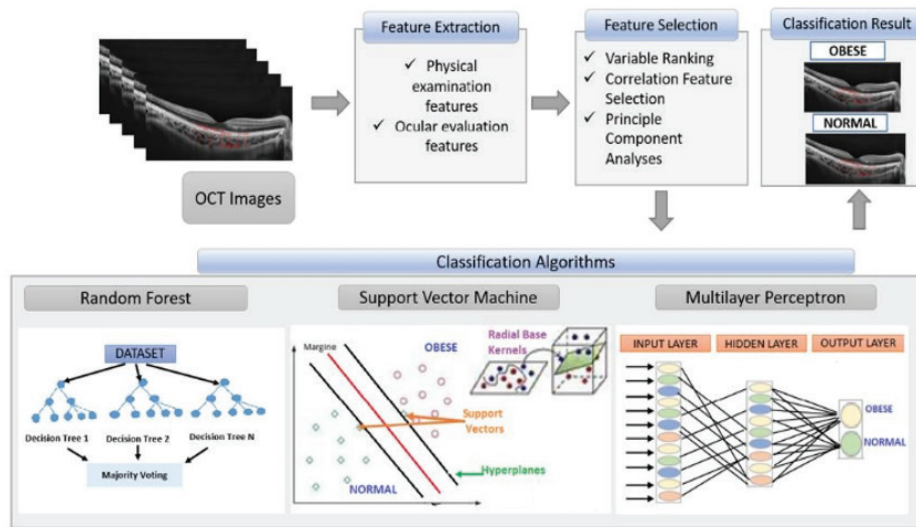 OCT Images
Feature Extraction
✓ Physical
examination
features
✓ Ocular evaluation
features
Feature Selection
✓ Variable Ranking
✓ Correlation Feature
Selection
✓ Principle
Component
Analyses
Classification Result
OBESE
NORMAL
Classification Algorithms
Random Forest
DATASET
Decision Tree 1
Decision Tree 2
Decision Tree N
Majority Voting
Support Vector Machine
Margine
OBESE
Radial Base
Kernels
Support
Vectors
Hyperplanes
NORMAL
Multilayer Perceptron
INPUT LAYER
HIDDEN LAYER
OUTPUT LAYER
OBESE
NORMAL